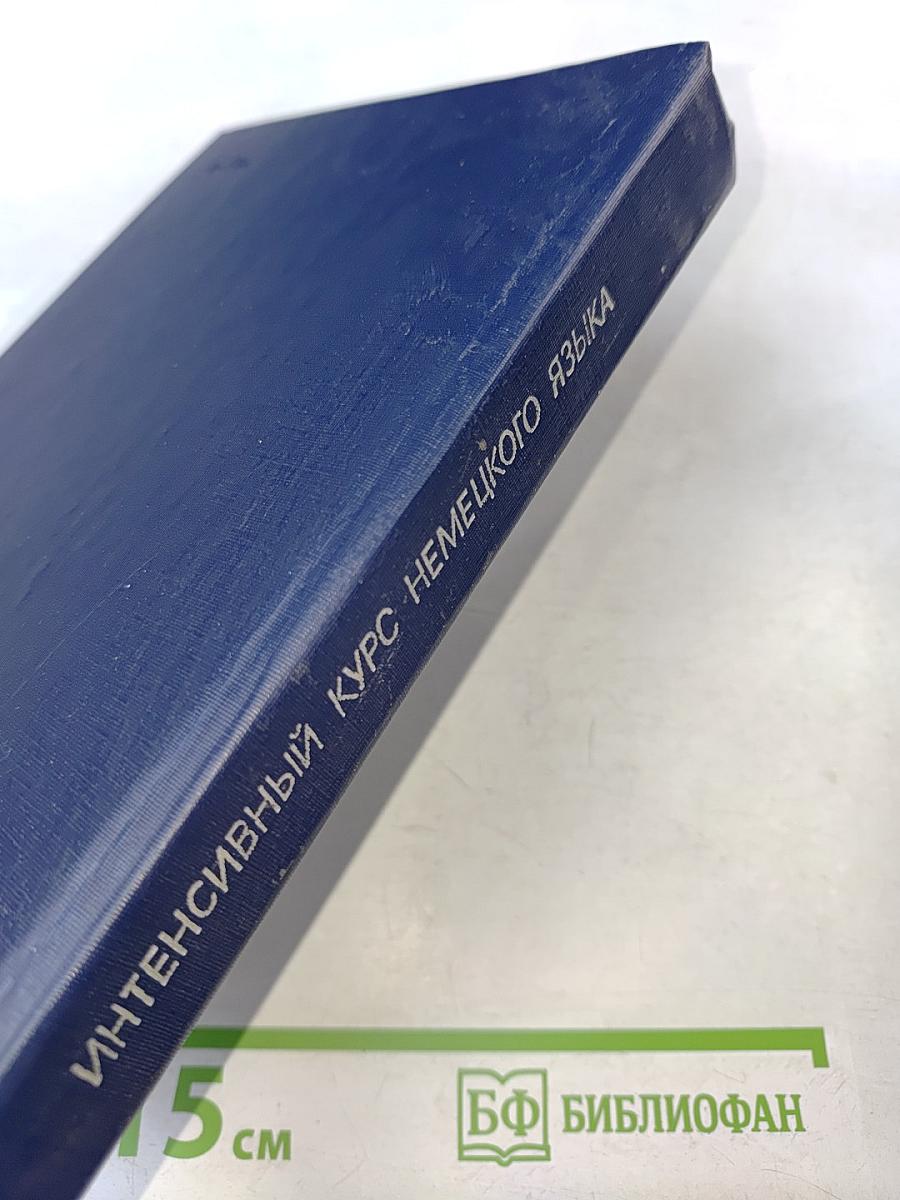 ИНТЕНСИВНЫЙ КУРС НЕМЕЦКОГО ЯЗЫКА
15 см
БФ БИБЛИОФАН